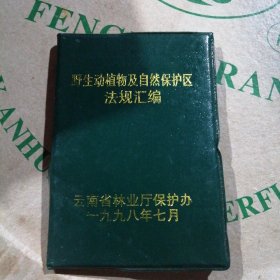 野生动植物及自然保护区
法规汇编
云南省林业厅保护办
一九九八年七月